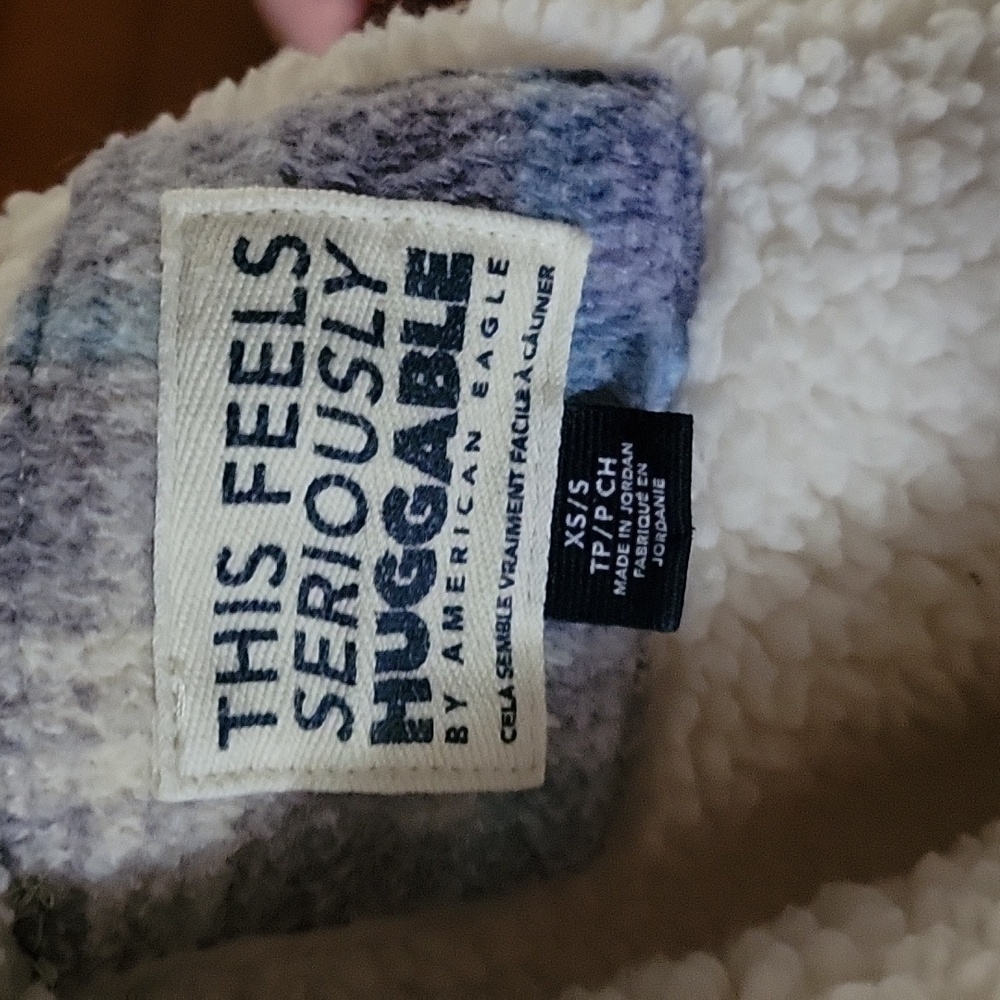 THIS FEELS
SERIOUSLY
HUGGABLE
BY AMERICAN EAGLE
CELA SEMBLE VRAIMENT FACILE À CÂLINER
XS/S
TP/P CH
MADE IN JORDAN
FABRIQUÉ EN
JORDANIE